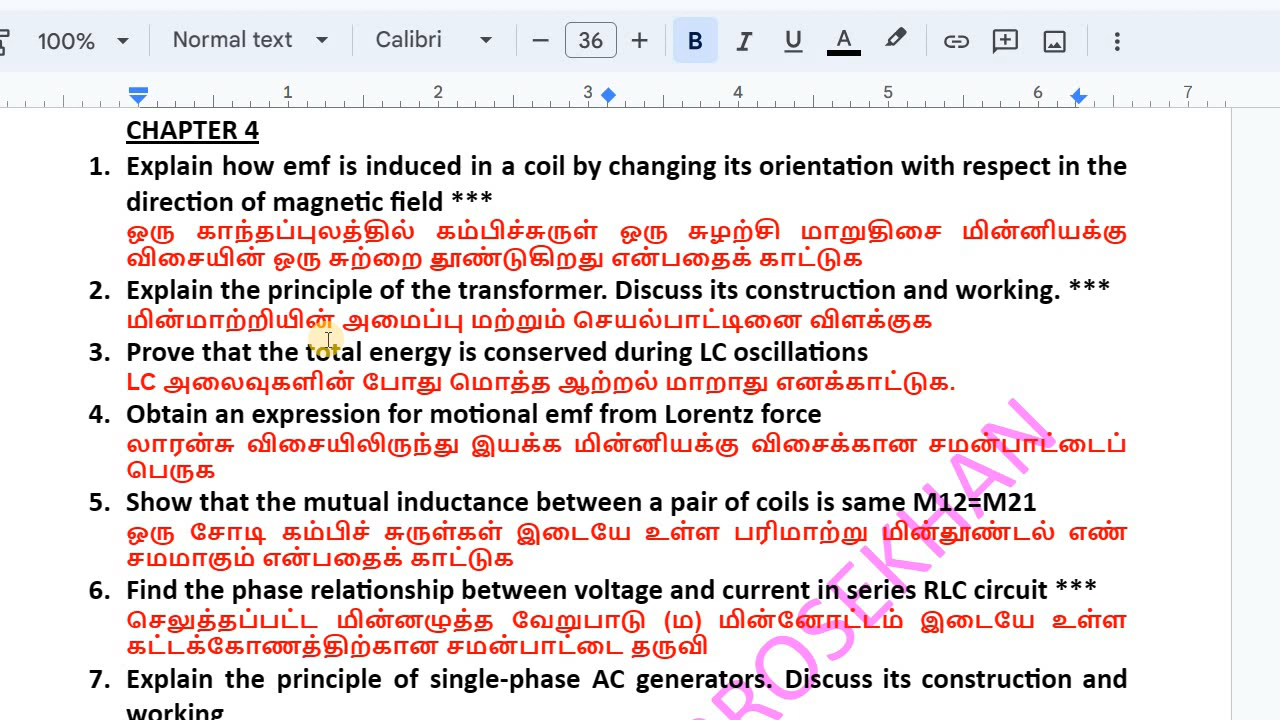 100% Normal text Calibri 36 B I U A
1 2 3 4 5 6 7
CHAPTER 4
1. Explain how emf is induced in a coil by changing its orientation with respect in the
direction of magnetic field ***
ஒரு காந்தப்புலத்தில் கம்பிச்சுருள் ஒரு சுழற்சி மாறுதிசை மின்னியக்கு
விசையின் ஒரு சுற்றை தூண்டுகிறது என்பதைக் காட்டுக
2. Explain the principle of the transformer. Discuss its construction and working. ***
மின்மாற்றியின் அமைப்பு மற்றும் செயல்பாட்டினை விளக்குக
3. Prove that the total energy is conserved during LC oscillations
LC அலைவுகளின் போது மொத்த ஆற்றல் மாறாது எனக்காட்டுக.
4. Obtain an expression for motional emf from Lorentz force
லாரன்சு விசையிலிருந்து இயக்க மின்னியக்கு விசைக்கான சமன்பாட்டைப்
பெருக
5. Show that the mutual inductance between a pair of coils is same M12=M21
ஒரு சோடி கம்பிச் சுருள்கள் இடையே உள்ள பரிமாற்று மின்தூண்டல் எண்
சமமாகும் என்பதைக் காட்டுக
6. Find the phase relationship between voltage and current in series RLC circuit ***
செலுத்தப்பட்ட மின்னழுத்த வேறுபாடு (ம) மின்னோட்டம் இடையே உள்ள
கட்டக்கோணத்திற்கான சமன்பாட்டை தருவி
7. Explain the principle of single-phase AC generators. Discuss its construction and
working
ROSEKHAN